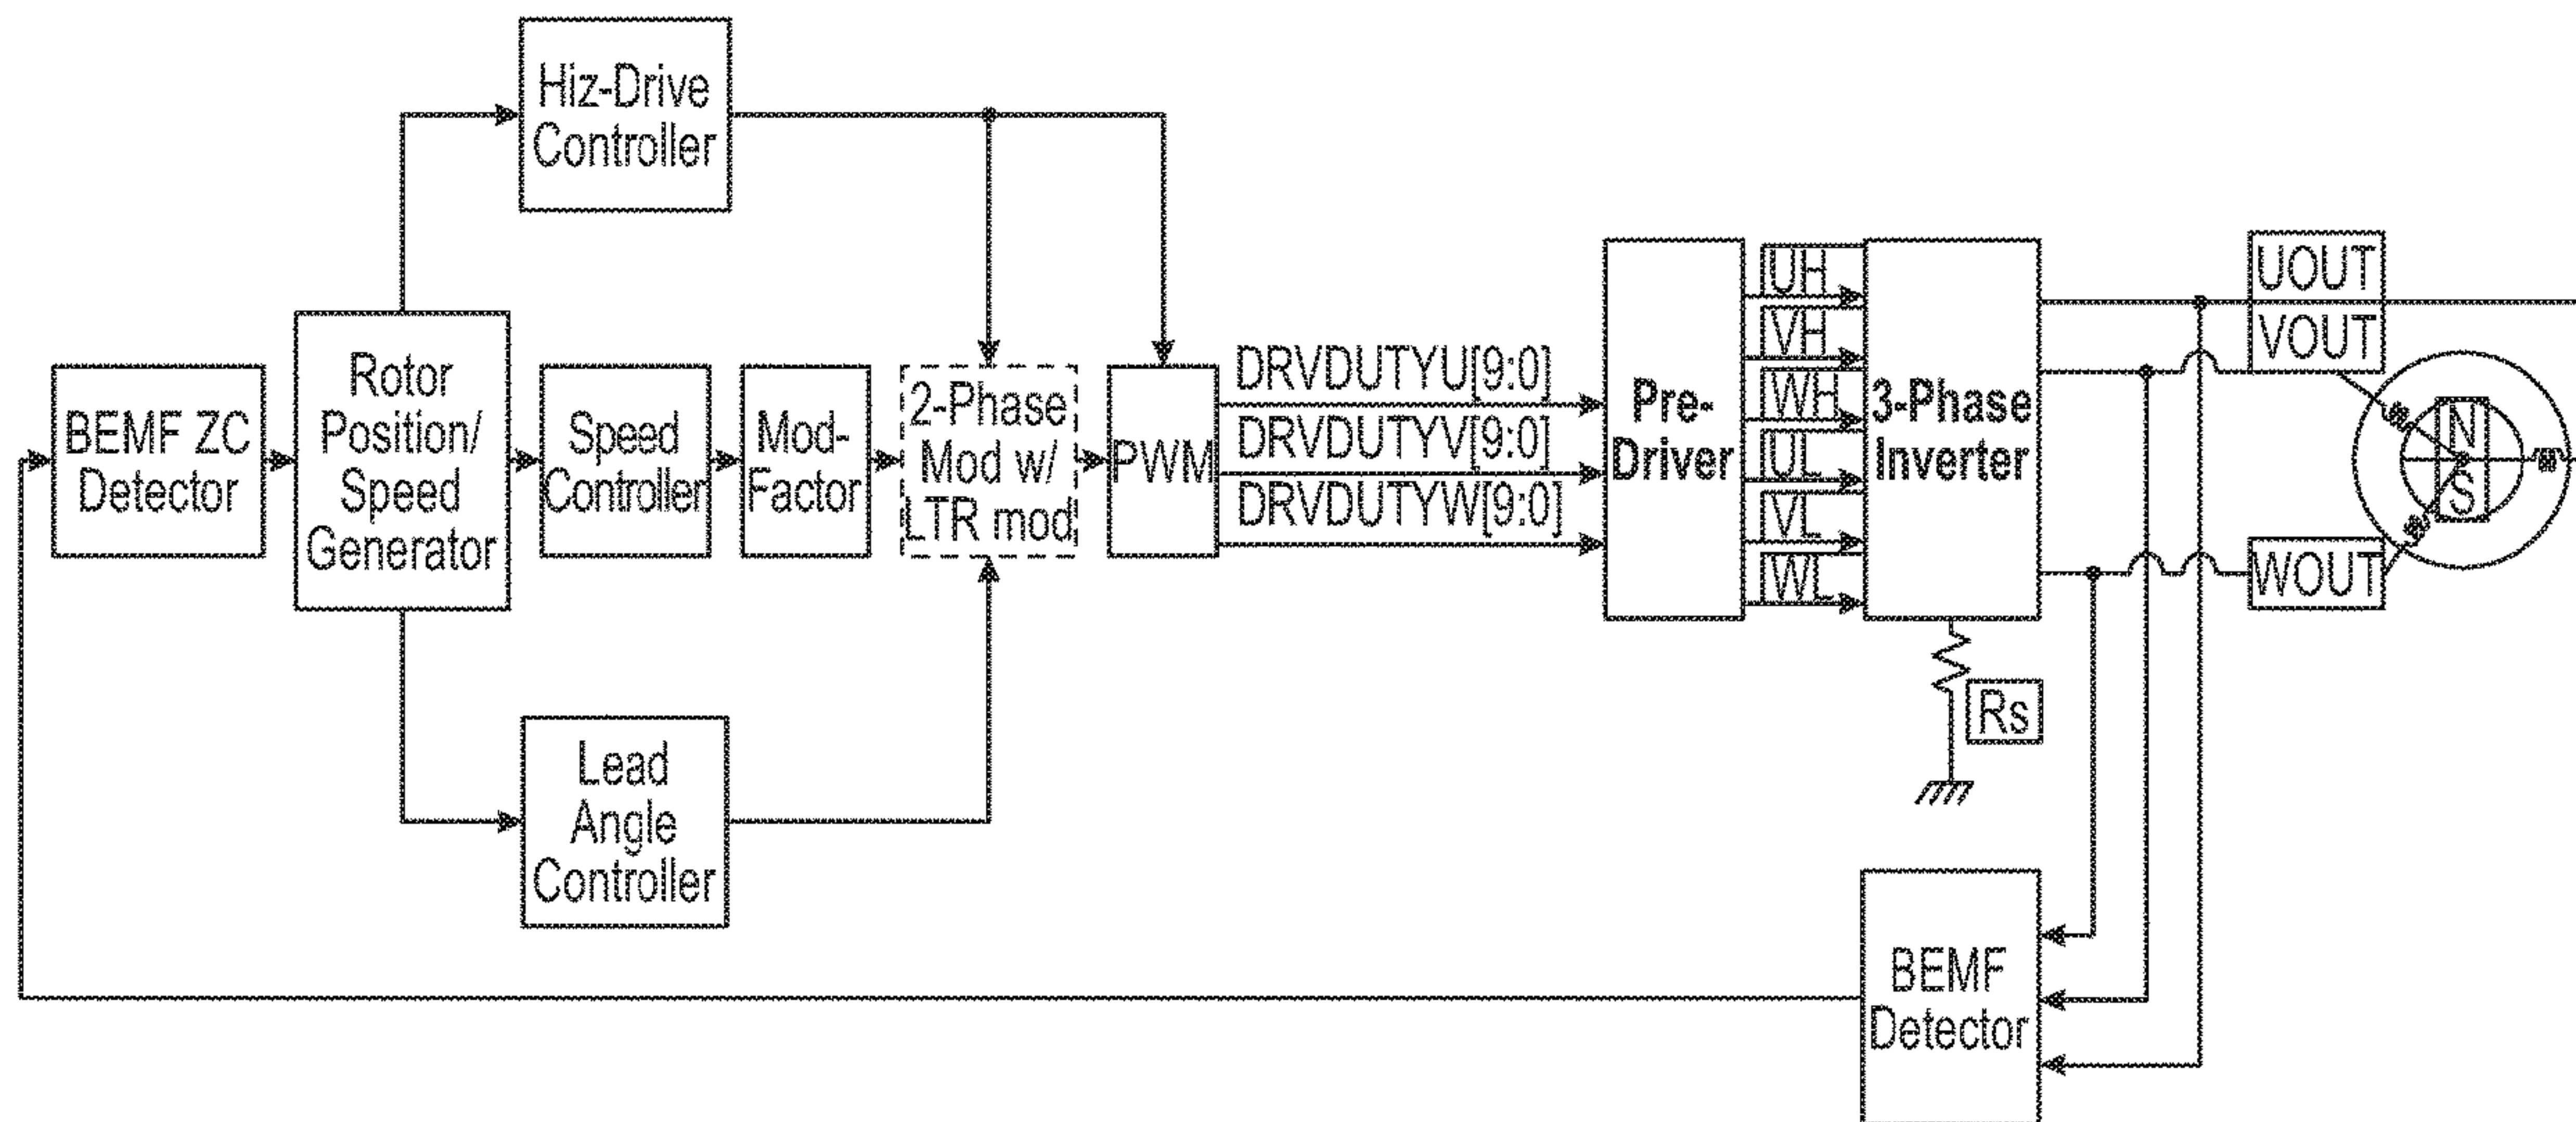 Hiz-Drive
Controller
BEMF ZC
Detector
Rotor
Position/
Speed
Generator
Speed
Controller
Mod-
Factor
2-Phase
Mod w/
LTR mod
PWM
DRVDUTYU[9:0]
DRVDUTYV[9:0]
DRVDUTYW[9:0]
Pre-
Driver
UH
VH
WH
UL
VL
WL
3-Phase
Inverter
UOUT
VOUT
WOUT
N
S
Rs
Lead
Angle
Controller
BEMF
Detector